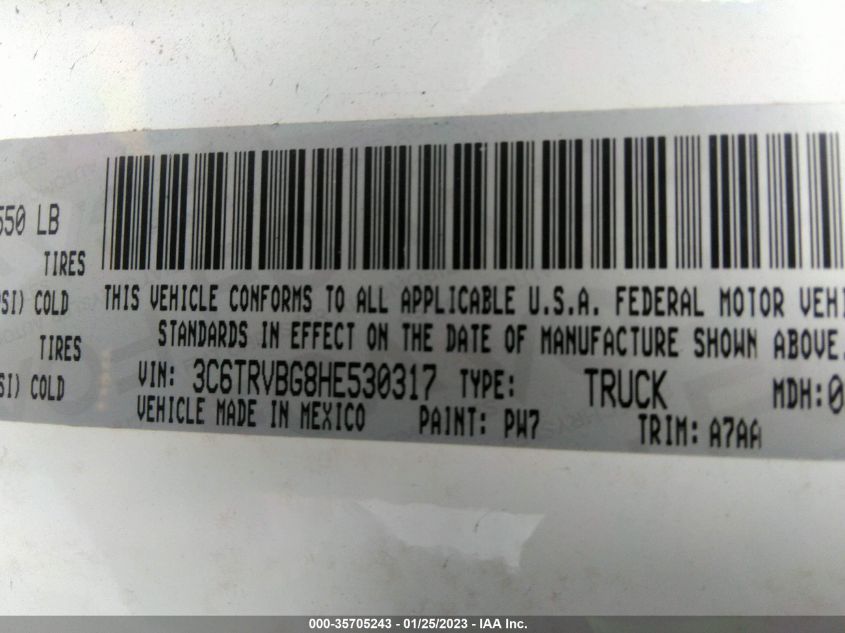 550 LB
TIRES
SI) COLD
TIRES
SI) COLD
THIS VEHICLE CONFORMS TO ALL APPLICABLE U.S.A. FEDERAL MOTOR VEHI
STANDARDS IN EFFECT ON THE DATE OF MANUFACTURE SHOWN ABOVE.
VIN: 3C6TRVBG8HE530317 TYPE: TRUCK MDH:0
VEHICLE MADE IN MEXICO PAINT: PW7 TRIM: A7AA
000-35705243 - 01/25/2023 - IAA Inc.